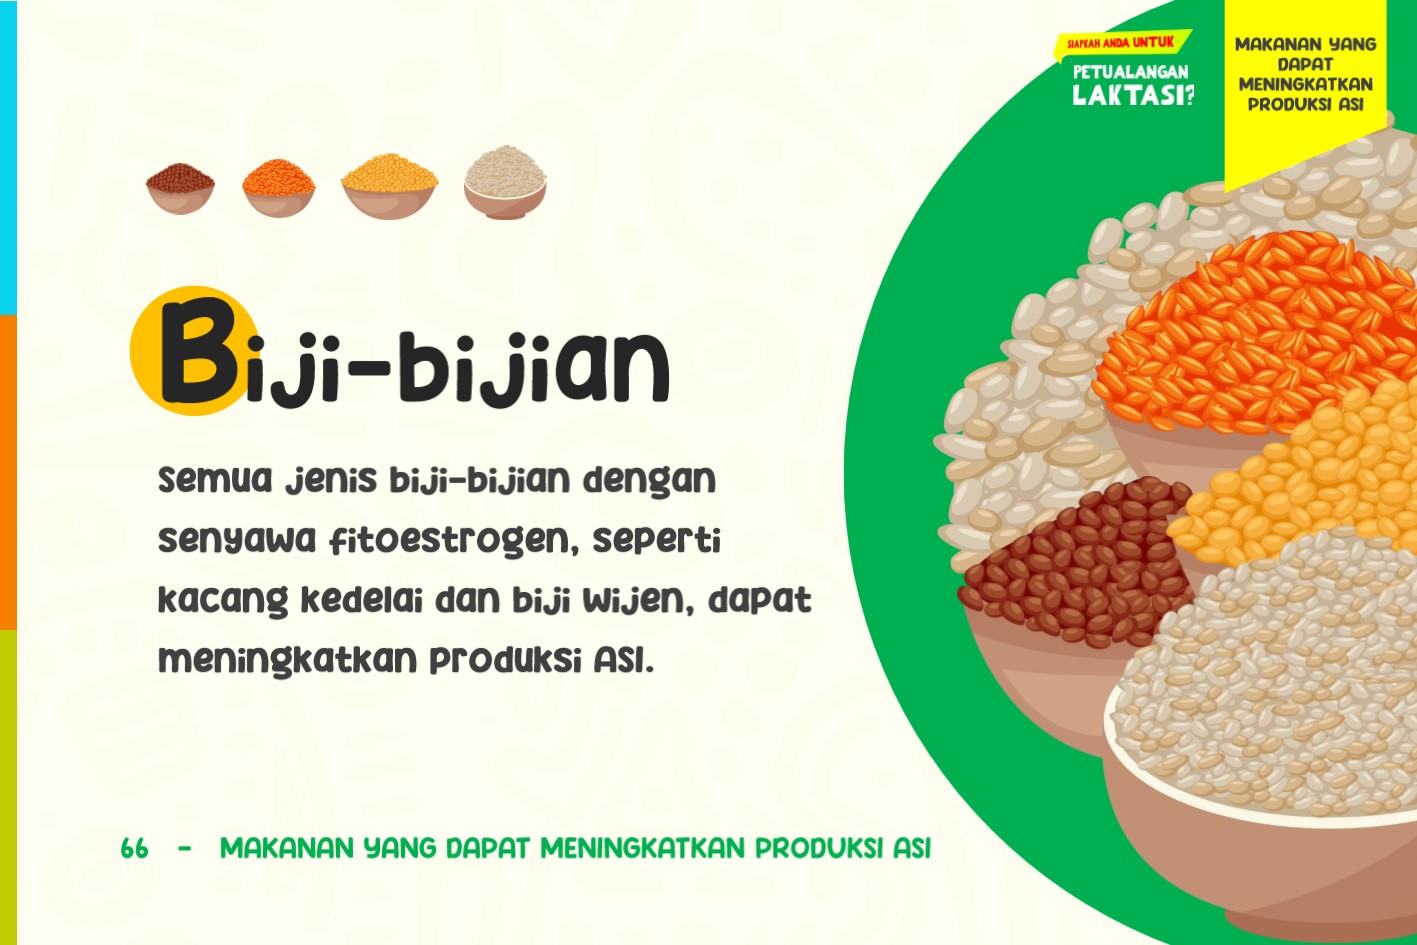 SIAPKAH ANDA UNTUK
PETUALANGAN
LAKTASI?
MAKANAN YANG
DAPAT
MENINGKATKAN
PRODUKSI ASI
Biji-bijian
Semua jenis biji-bijian dengan
senyawa fitoestrogen, seperti
kacang kedelai dan biji wijen, dapat
meningkatkan produksi ASI.
66 - MAKANAN YANG DAPAT MENINGKATKAN PRODUKSI ASI